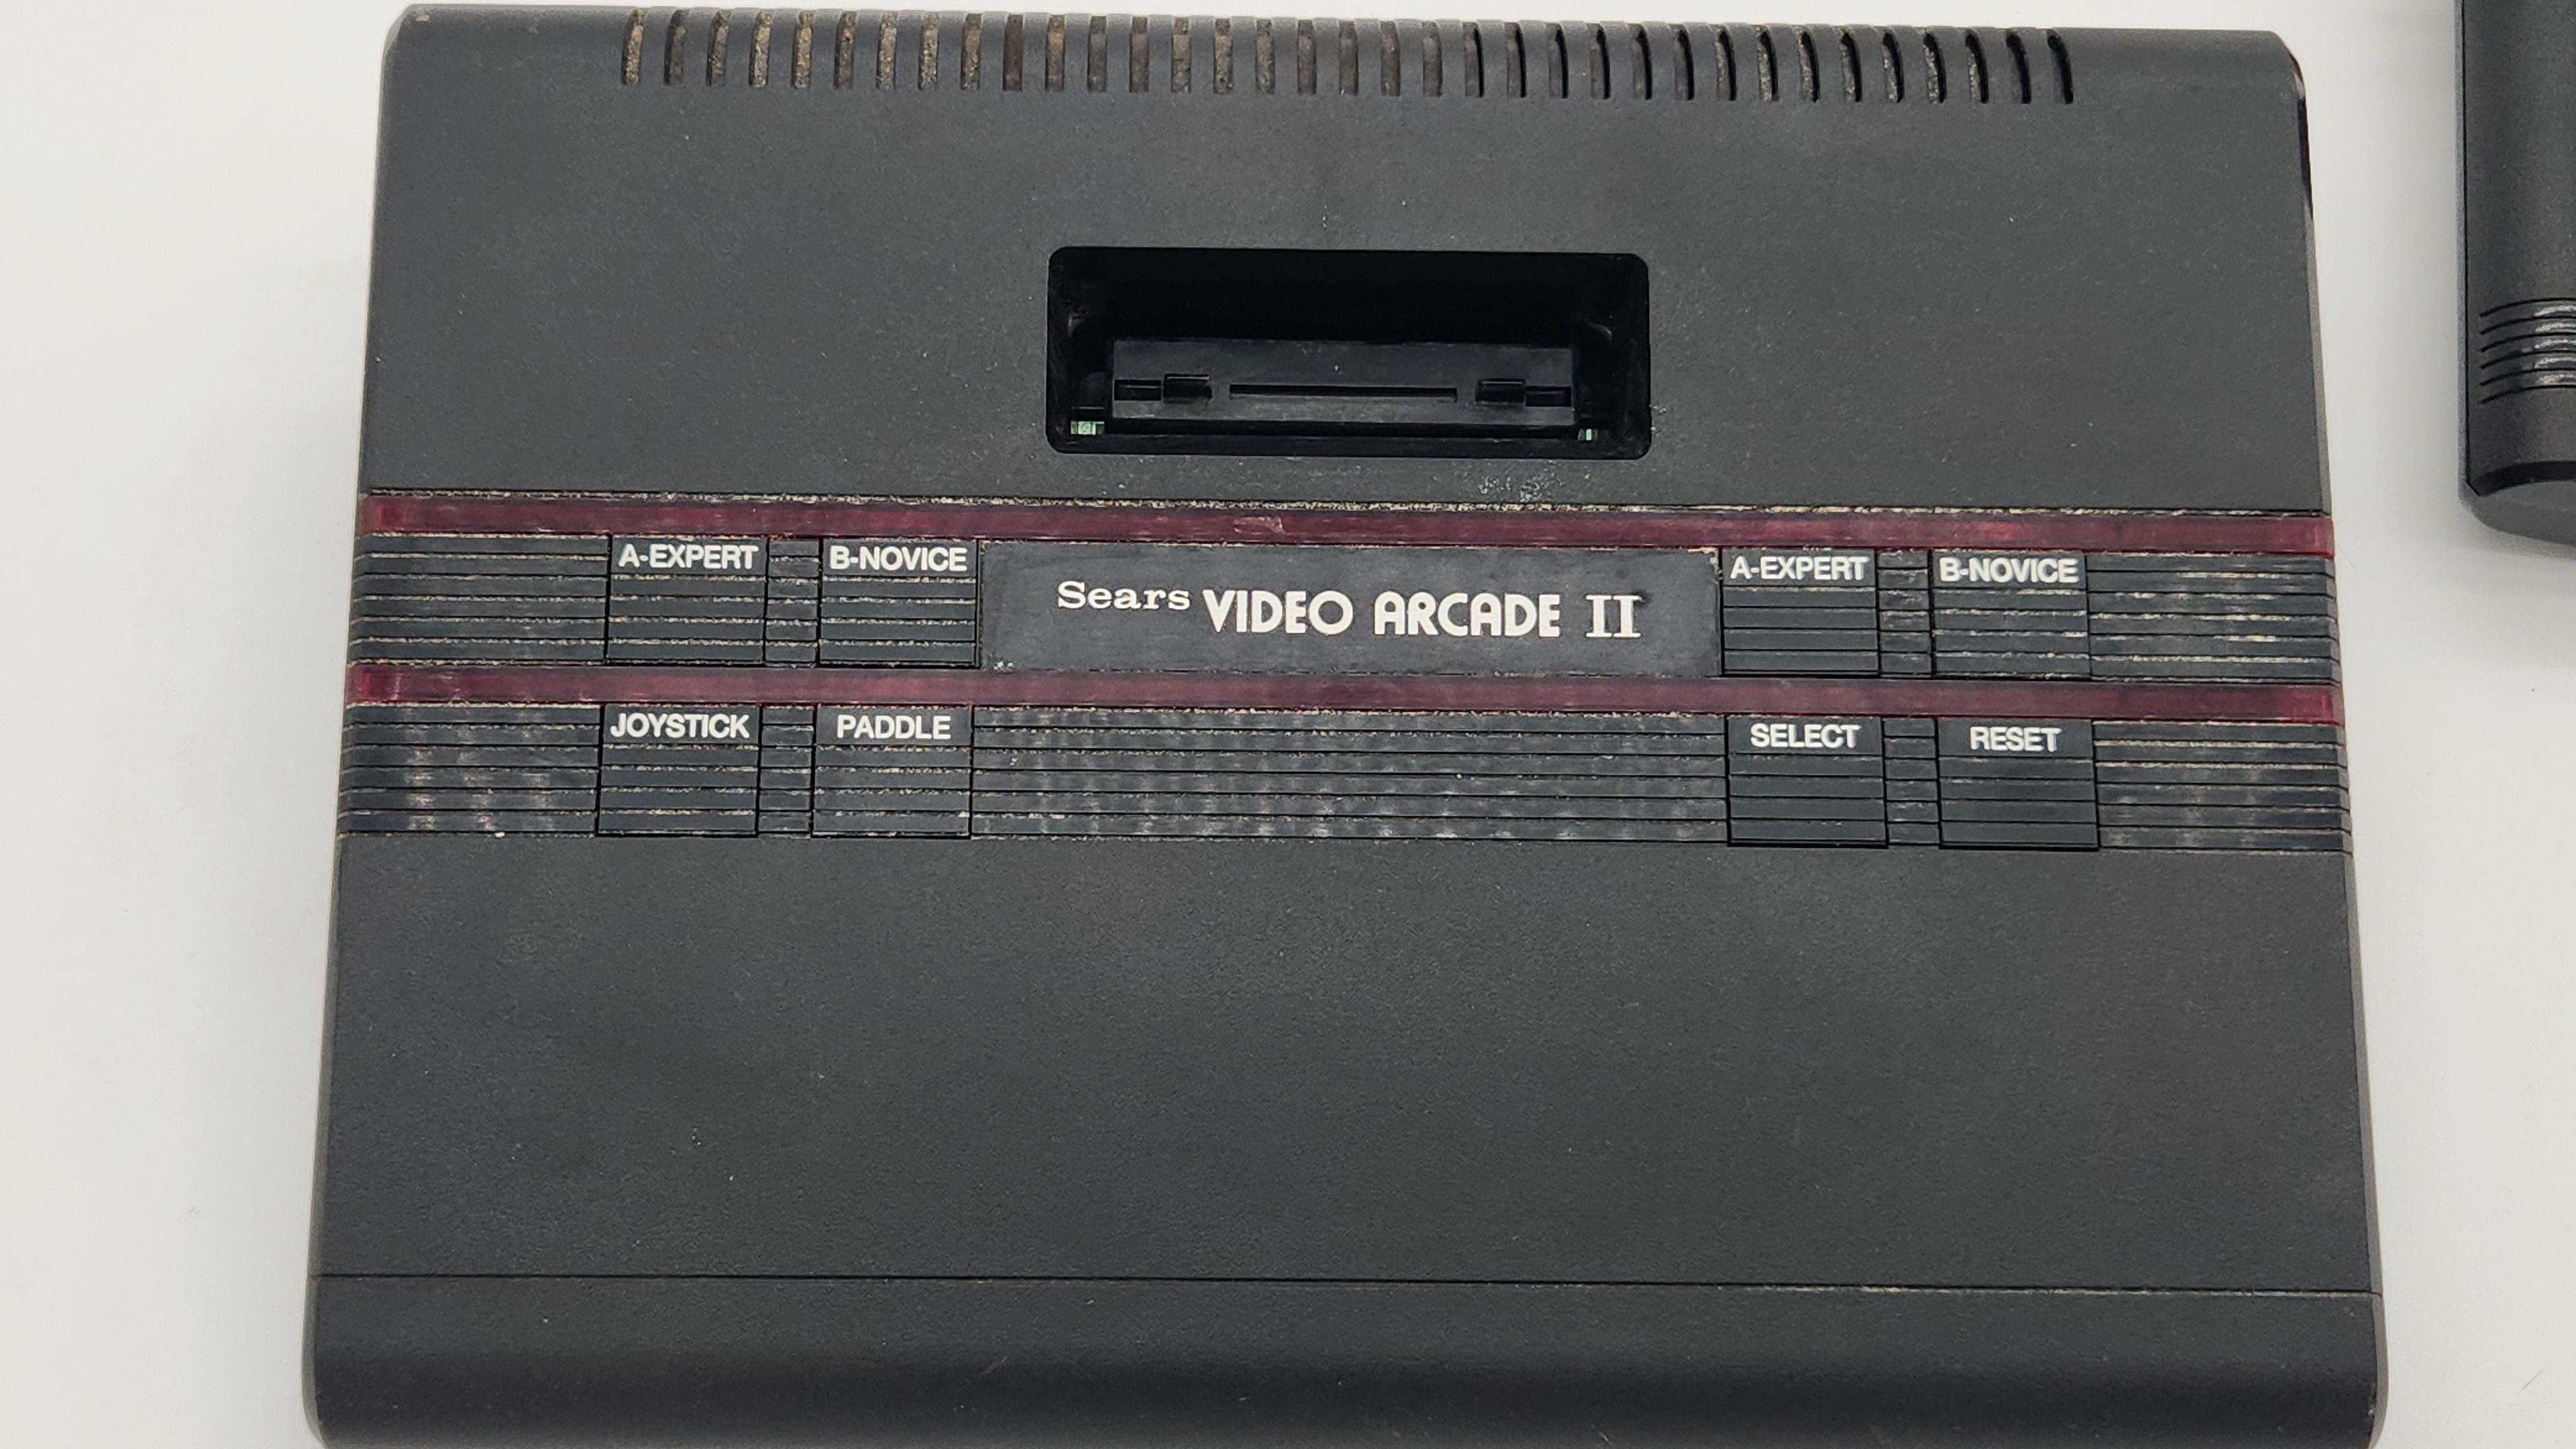 A-EXPERT B-NOVICE Sears VIDEO ARCADE II A-EXPERT B-NOVICE
JOYSTICK PADDLE SELECT RESET